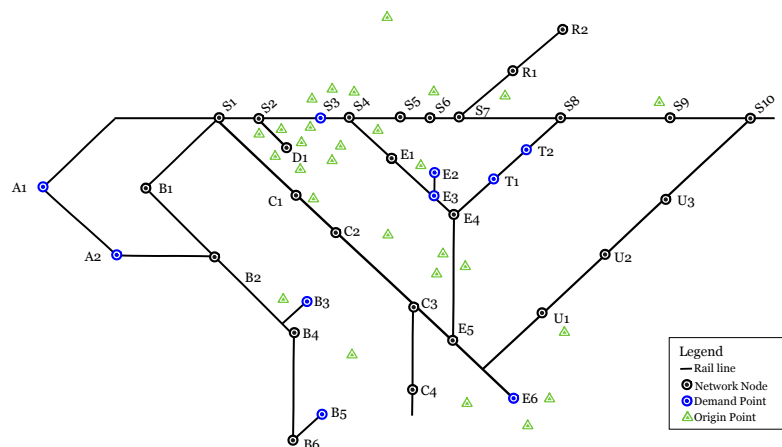 R2
R1
S1
S2
S3
S4
S5
S6
S7
S8
S9
S10
D1
E1
E2
T2
T1
A1
B1
C1
E3
E4
U3
C2
A2
B2
U2
B3
C3
B4
E5
U1
C4
E6
B5
B6
Legend
Rail line
Network Node
Demand Point
Origin Point